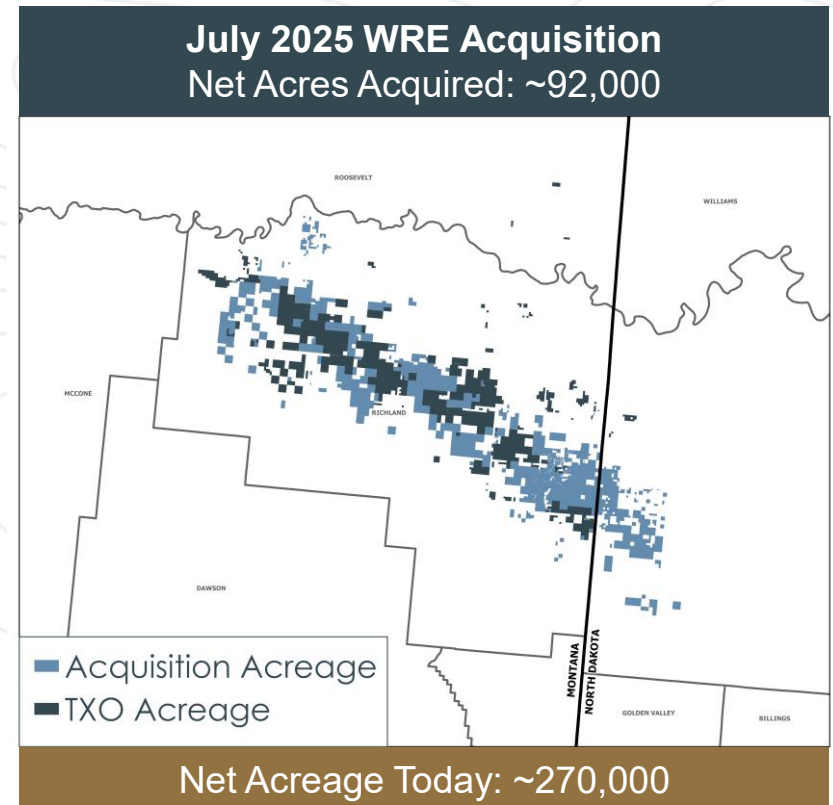 July 2025 WRE Acquisition
Net Acres Acquired: ~92,000
ROOSEVELT
WILLIAMS
MCCONE
RICHLAND
DAWSON
MONTANA
NORTH DAKOTA
GOLDEN VALLEY
BILLINGS
Acquisition Acreage
TXO Acreage
Net Acreage Today: ~270,000